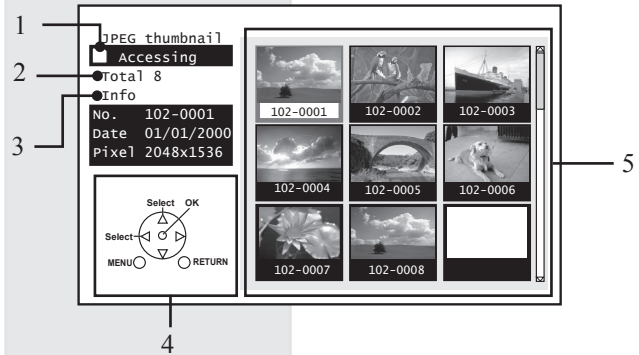 1
JPEG thumbnail
Accessing
2
Total 8
Info
3
No. 102-0001
Date 01/01/2000
Pixel 2048x1536
102-0001 102-0002 102-0003
102-0004 102-0005 102-0006
102-0007 102-0008
5
Select OK
Select
MENU RETURN
4